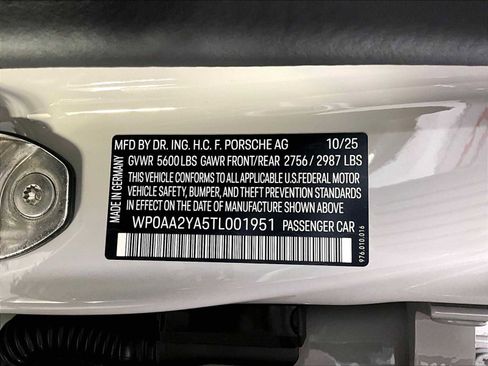 MFD BY DR. ING. H.C. F. PORSCHE AG 10/25
GVWR 5600 LBS GAWR FRONT/REAR 2756 / 2987 LBS
THIS VEHICLE CONFORMS TO ALL APPLICABLE U.S. FEDERAL MOTOR
VEHICLE SAFETY, BUMPER, AND THEFT PREVENTION STANDARDS
IN EFFECT ON THE DATE OF MANUFACTURE SHOWN ABOVE
WP0AA2YA5TL001951 PASSENGER CAR
MADE IN GERMANY
976.010.016